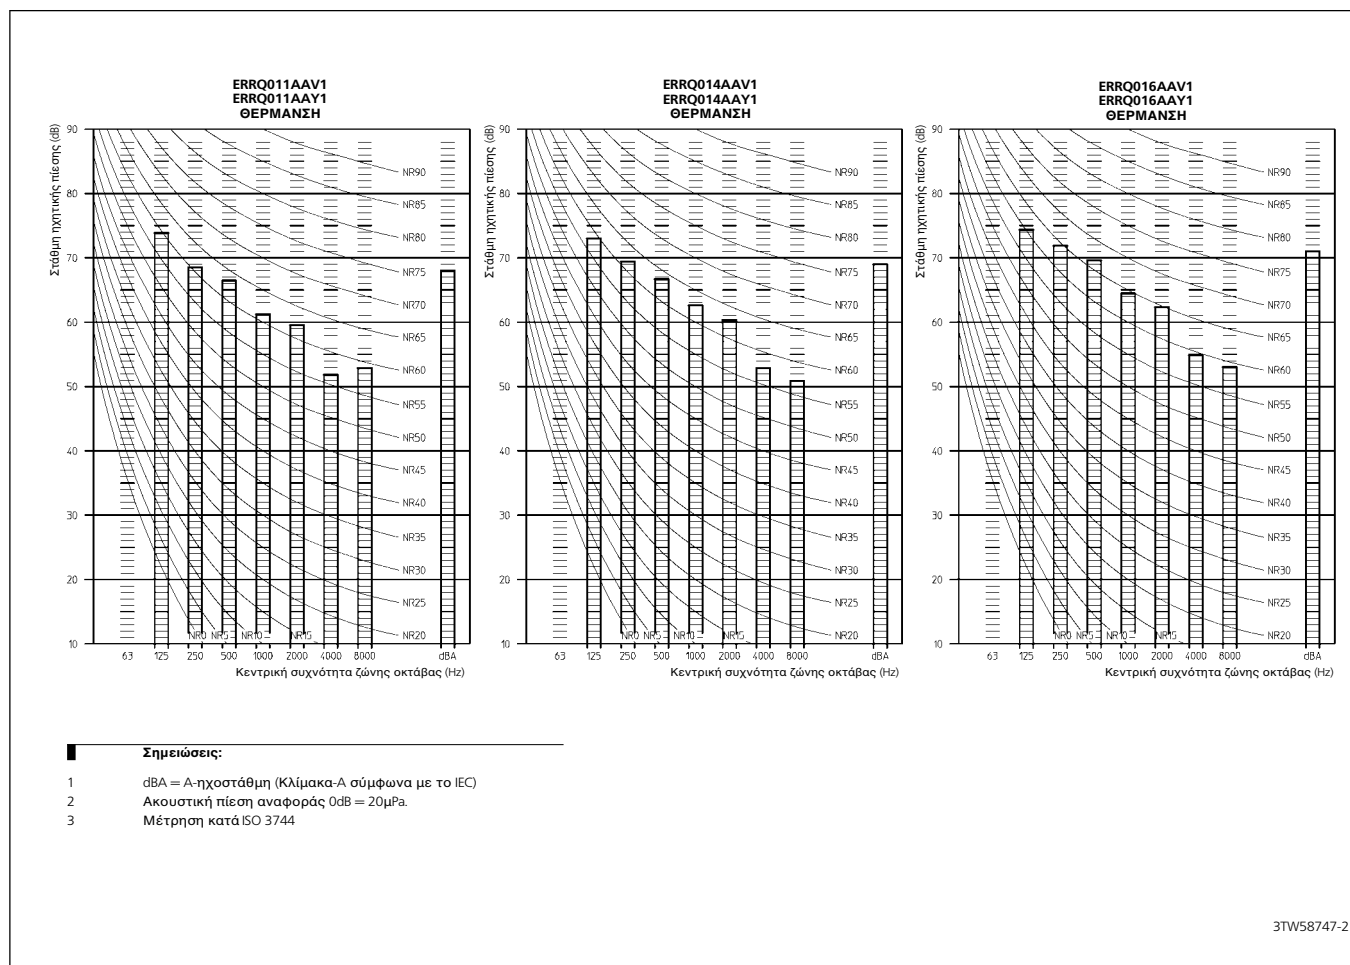 ERRQ011AAV1
ERRQ011AAY1
ΘΕΡΜΑΝΣΗ
Στάθμη ηχητικής πίεσης (dB)
90
80
70
60
50
40
30
20
10
NR90
NR85
NR80
NR75
NR70
NR65
NR60
NR55
NR50
NR45
NR40
NR35
NR30
NR25
NR20
NR0 NR5 NR10 NR15
63 125 250 500 1000 2000 4000 8000 dBA
Κεντρική συχνότητα ζώνης οκτάβας (Hz)
ERRQ014AAV1
ERRQ014AAY1
ΘΕΡΜΑΝΣΗ
Στάθμη ηχητικής πίεσης (dB)
90
80
70
60
50
40
30
20
10
NR90
NR85
NR80
NR75
NR70
NR65
NR60
NR55
NR50
NR45
NR40
NR35
NR30
NR25
NR20
NR0 NR5 NR10 NR15
63 125 250 500 1000 2000 4000 8000 dBA
Κεντρική συχνότητα ζώνης οκτάβας (Hz)
ERRQ016AAV1
ERRQ016AAY1
ΘΕΡΜΑΝΣΗ
Στάθμη ηχητικής πίεσης (dB)
90
80
70
60
50
40
30
20
10
NR90
NR85
NR80
NR75
NR70
NR65
NR60
NR55
NR50
NR45
NR40
NR35
NR30
NR25
NR20
NR0 NR5 NR10 NR15
63 125 250 500 1000 2000 4000 8000 dBA
Κεντρική συχνότητα ζώνης οκτάβας (Hz)
Σημειώσεις:
1 dBA = A-ηχοστάθμη (Κλίμακα-A σύμφωνα με το IEC)
2 Ακουστική πίεση αναφοράς 0dB = 20μPa.
3 Μέτρηση κατά ISO 3744
3TW58747-2